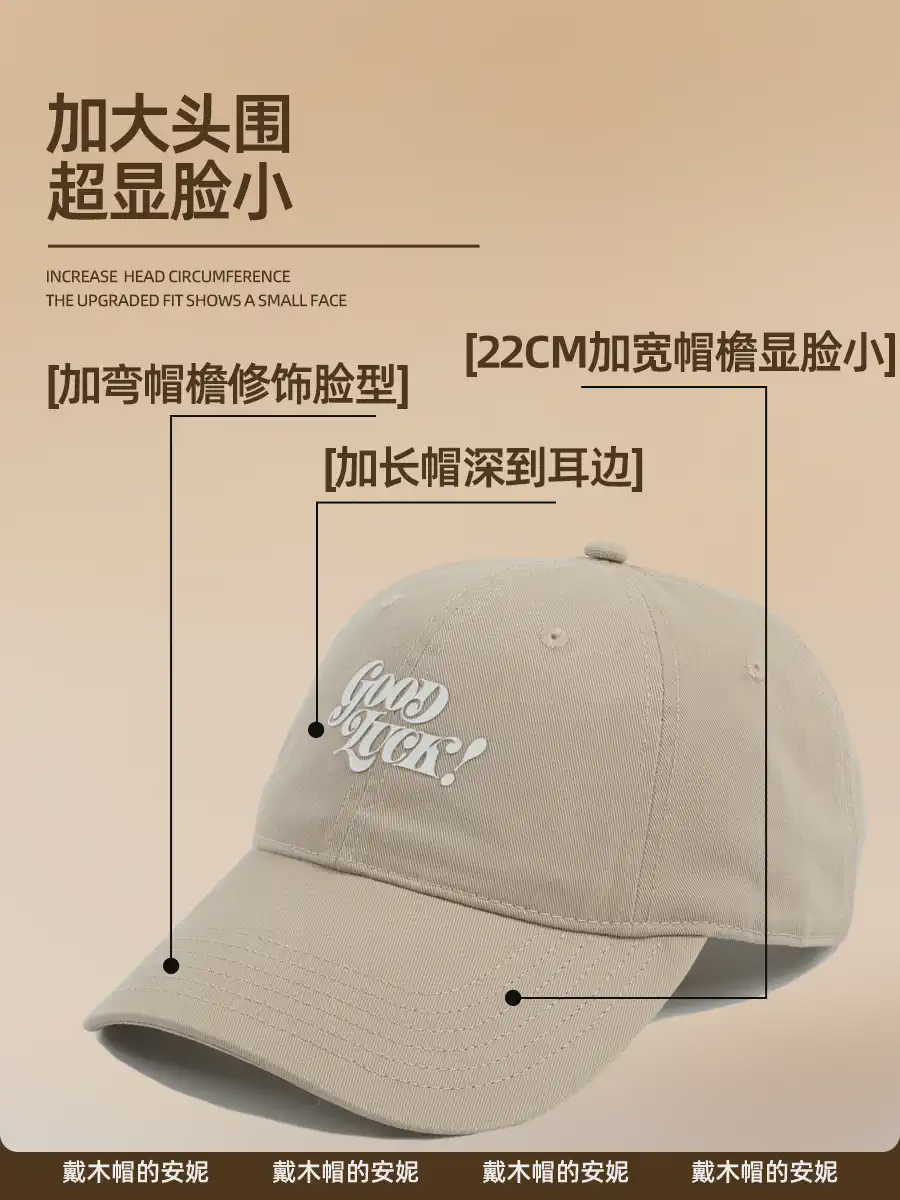 加大头围
超显脸小
INCREASE HEAD CIRCUMFERENCE
THE UPGRADED FIT SHOWS A SMALL FACE
[22CM加宽帽檐显脸小]
[加弯帽檐修饰脸型]
[加长帽深到耳边]
GOOD
LUCK!
戴木帽的安妮 戴木帽的安妮 戴木帽的安妮 戴木帽的安妮